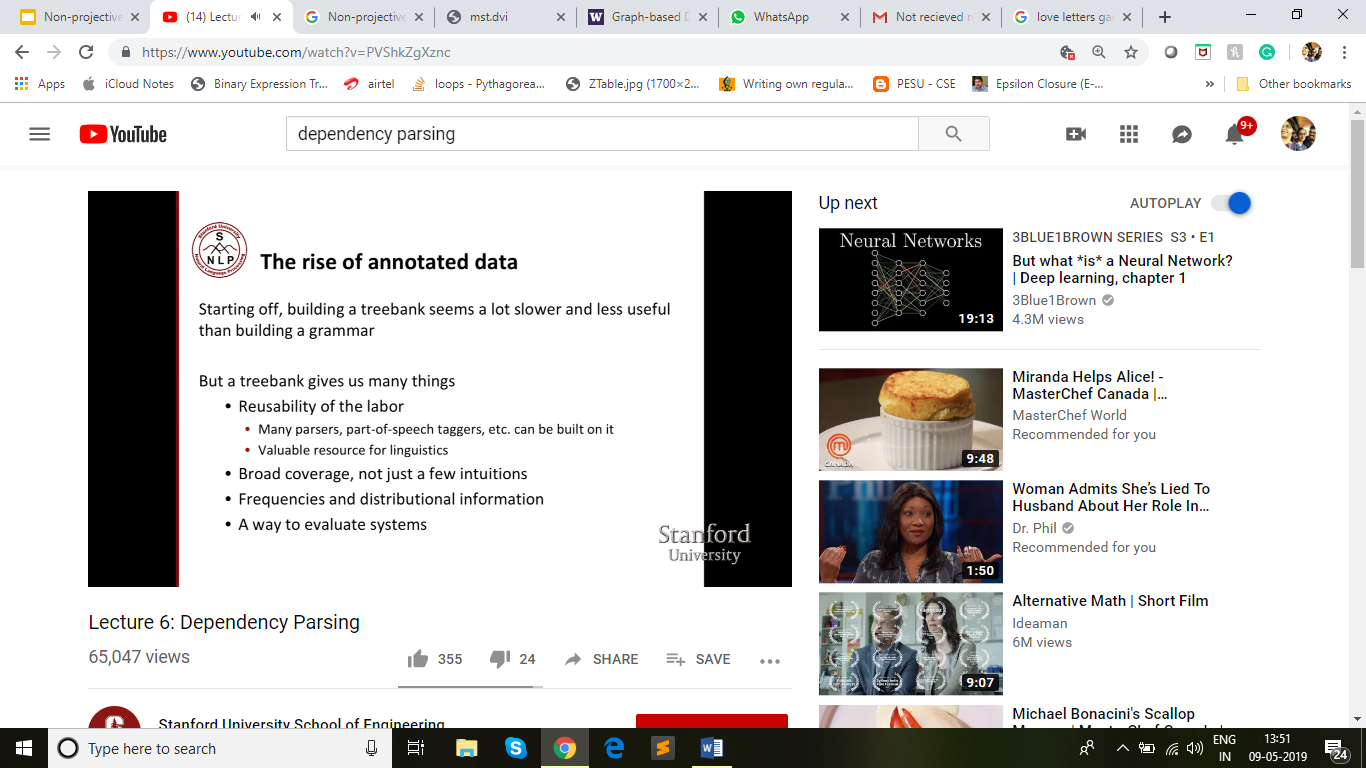 Non-projective
(14) Lectur
Non-projective
mst.dvi
Graph-based D
WhatsApp
Not recieved n
love letters gar
https://www.youtube.com/watch?v=PVShkZgXznc
Apps
iCloud Notes
Binary Expression Tr...
airtel
loops - Pythagorea...
ZTable.jpg (1700×2...
Writing own regula...
PESU - CSE
Epsilon Closure (E-...
»
Other bookmarks
YouTube
dependency parsing
9+
S
N L P
The rise of annotated data
Starting off, building a treebank seems a lot slower and less useful
than building a grammar
But a treebank gives us many things
• Reusability of the labor
• Many parsers, part-of-speech taggers, etc. can be built on it
• Valuable resource for linguistics
• Broad coverage, not just a few intuitions
• Frequencies and distributional information
• A way to evaluate systems
Stanford
University
Lecture 6: Dependency Parsing
65,047 views
355
24
SHARE
SAVE
Stanford University School of Engineering
Up next
AUTOPLAY
Neural Networks
19:13
3BLUE1BROWN SERIES S3 • E1
But what *is* a Neural Network?
| Deep learning, chapter 1
3Blue1Brown
4.3M views
CANADA
9:48
Miranda Helps Alice! -
MasterChef Canada |...
MasterChef World
Recommended for you
1:50
Woman Admits She's Lied To
Husband About Her Role In...
Dr. Phil
Recommended for you
9:07
Alternative Math | Short Film
Ideaman
6M views
Michael Bonacini's Scallop
Type here to search
ENG
IN
13:51
09-05-2019
24